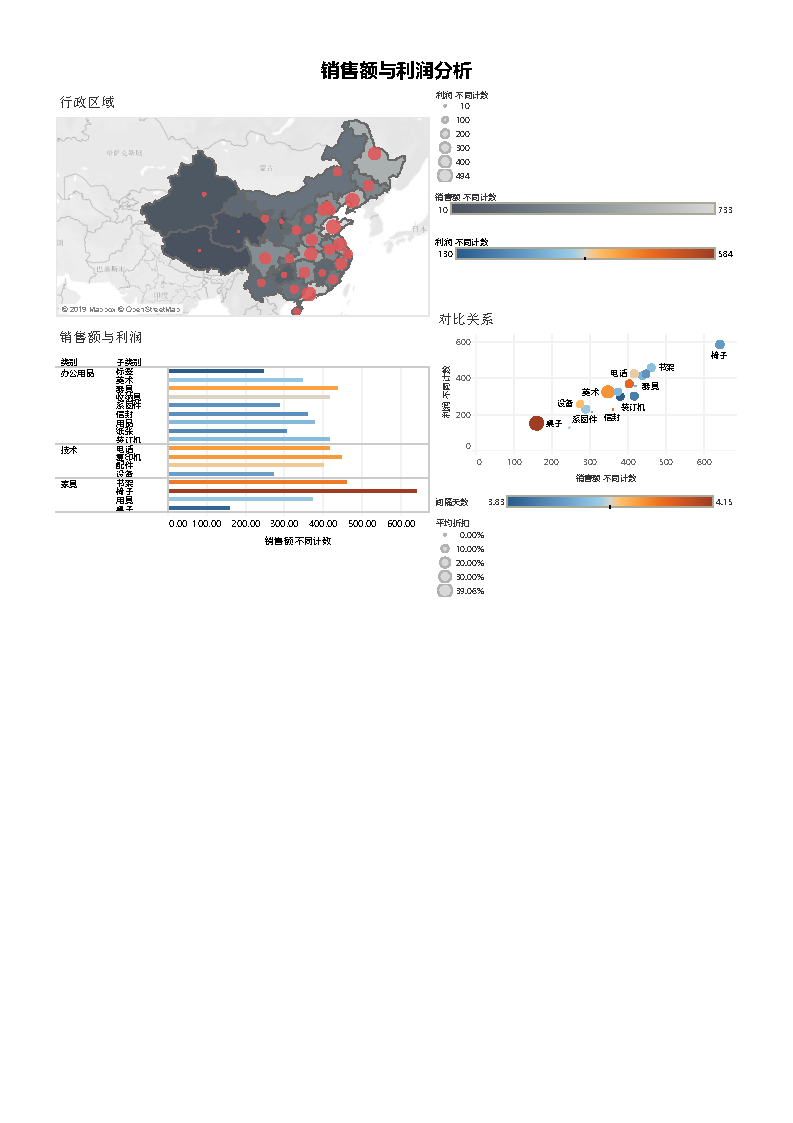 销售额与利润分析
行政区域
哈萨克斯坦
蒙古
日本
巴基斯坦
印度
© 2019 Mapbox © OpenStreetMap
利润 不同计数
10
100
200
300
400
494
销售额 不同计数
10 733
利润 不同计数
130 584
销售额与利润
类别 子类别
办公用品
标签
美术
器具
收纳具
系固件
信封
用品
纸张
装订机
技术
电话
复印机
配件
设备
家具
书架
椅子
用具
桌子
0.00 100.00 200.00 300.00 400.00 500.00 600.00
销售额 不同计数
对比关系
利润 不同计数
600
400
200
0
椅子
书架
电话
器具
美术
装订机
设备
系固件
信封
桌子
0 100 200 300 400 500 600
销售额 不同计数
间隔天数 3.83 4.15
平均折扣
0.00%
10.00%
20.00%
30.00%
39.06%